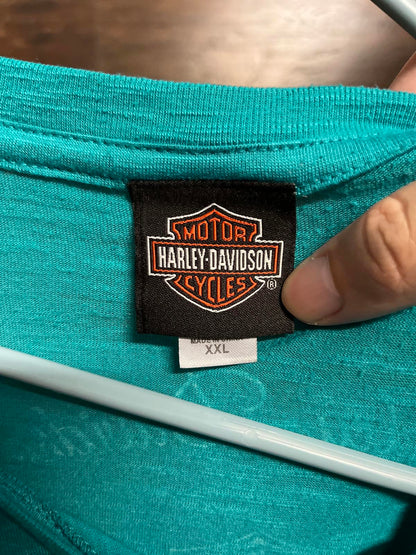 MOTOR
HARLEY-DAVIDSON
CYCLES
®
XXL